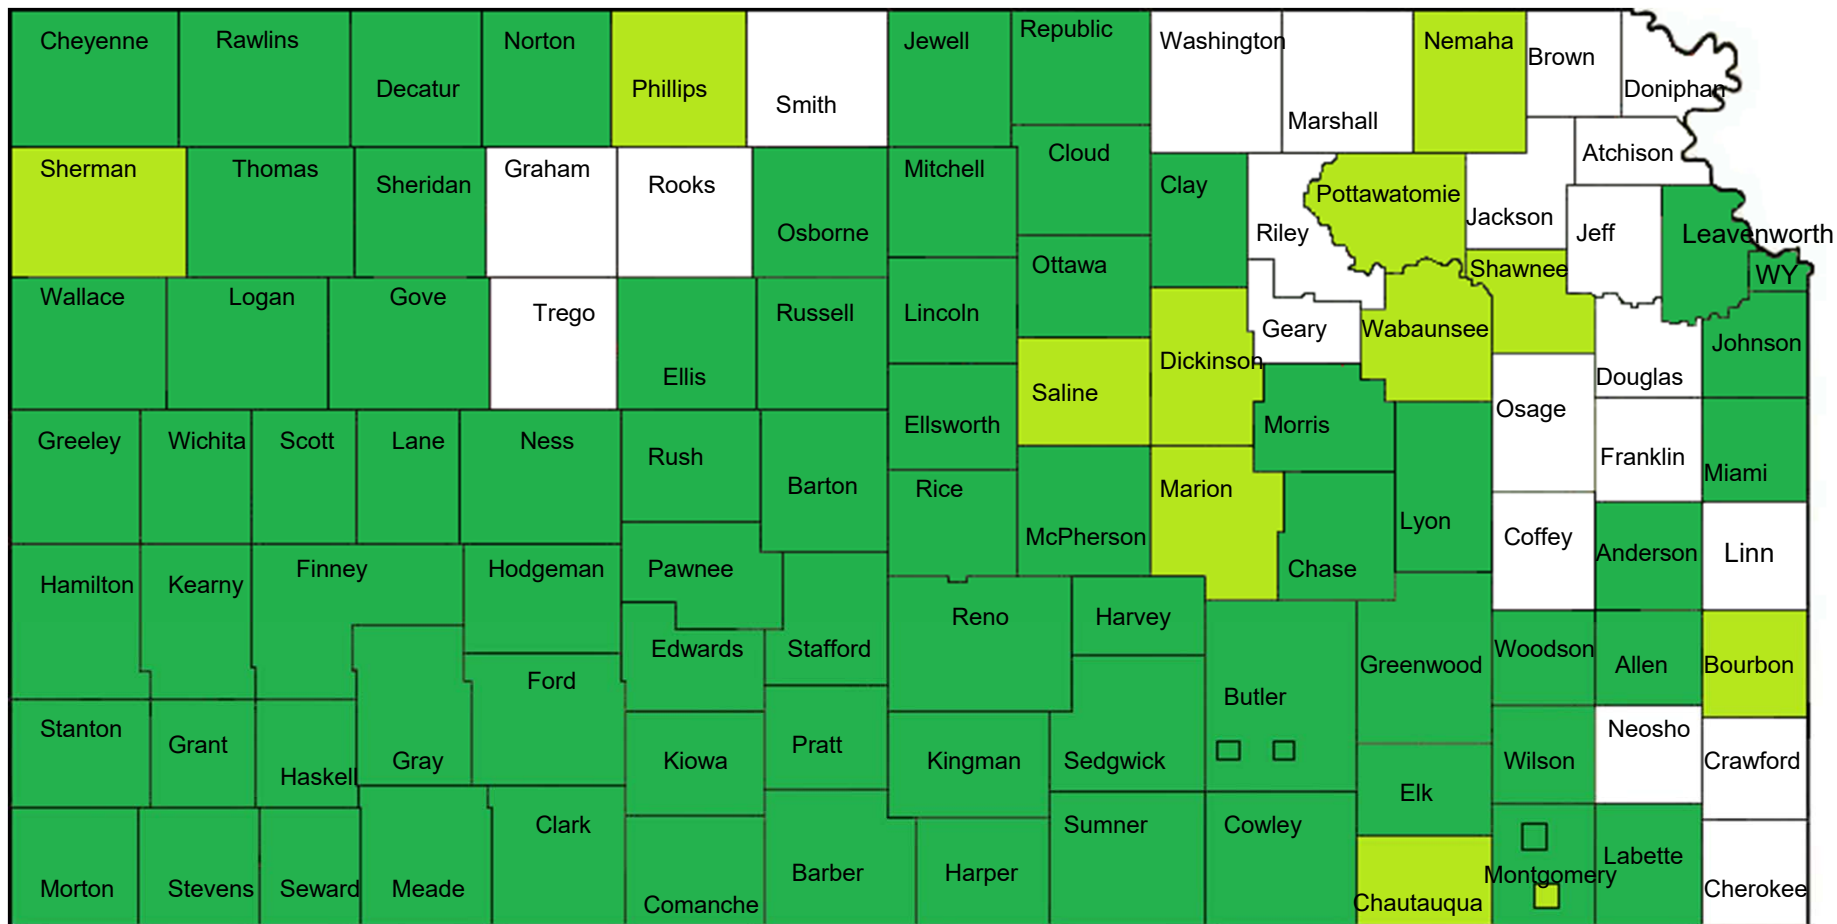 Cheyenne
Rawlins
Decatur
Norton
Phillips
Smith
Jewell
Republic
Washington
Marshall
Nemaha
Brown
Doniphan
Sherman
Thomas
Sheridan
Graham
Rooks
Osborne
Mitchell
Cloud
Clay
Riley
Pottawatomie
Jackson
Atchison
Jeff
Leavenworth
WY
Wallace
Logan
Gove
Trego
Ellis
Russell
Lincoln
Ottawa
Saline
Dickinson
Geary
Wabaunsee
Shawnee
Douglas
Johnson
Greeley
Wichita
Scott
Lane
Ness
Rush
Barton
Ellsworth
Rice
McPherson
Marion
Morris
Chase
Lyon
Osage
Franklin
Miami
Coffey
Anderson
Linn
Hamilton
Kearny
Finney
Hodgeman
Pawnee
Edwards
Stafford
Reno
Harvey
Butler
Greenwood
Woodson
Allen
Bourbon
Stanton
Grant
Haskell
Gray
Ford
Kiowa
Pratt
Kingman
Sedgwick
Elk
Wilson
Neosho
Crawford
Morton
Stevens
Seward
Meade
Clark
Comanche
Barber
Harper
Sumner
Cowley
Chautauqua
Montgomery
Labette
Cherokee